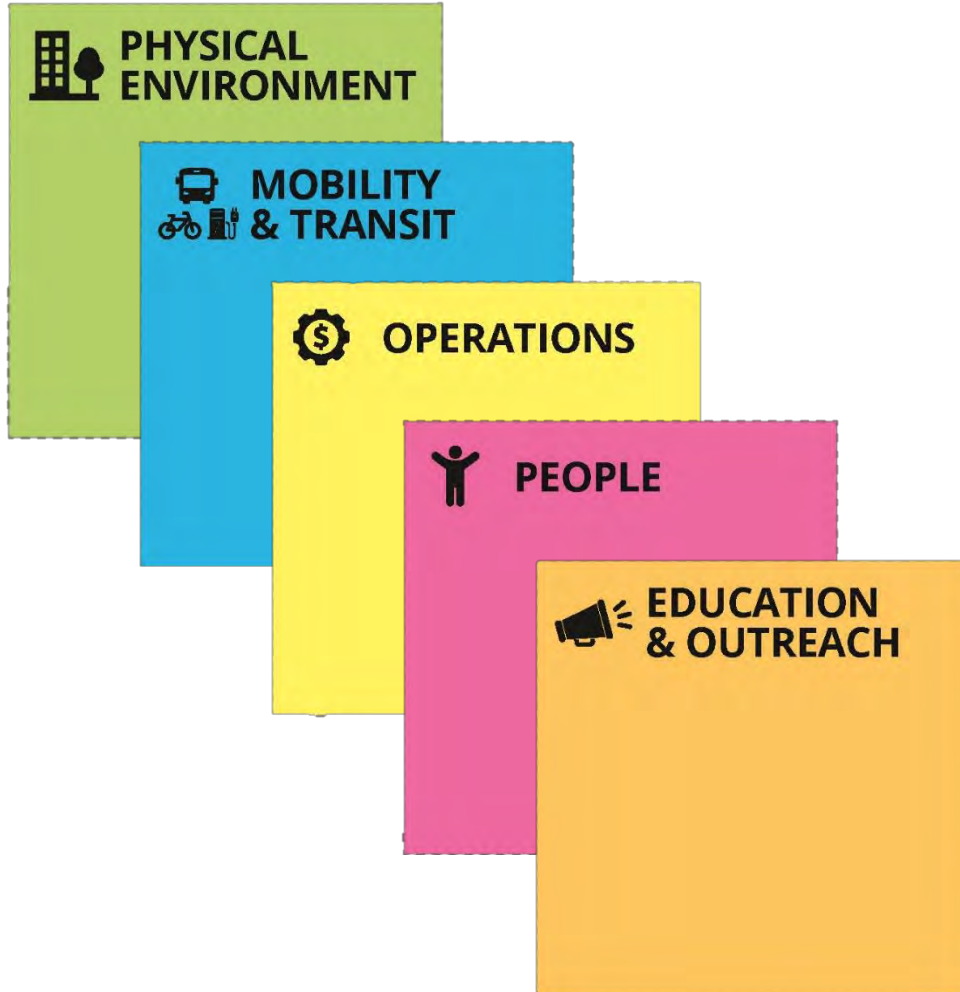 PHYSICAL
ENVIRONMENT
MOBILITY
& TRANSIT
$
OPERATIONS
PEOPLE
EDUCATION
& OUTREACH